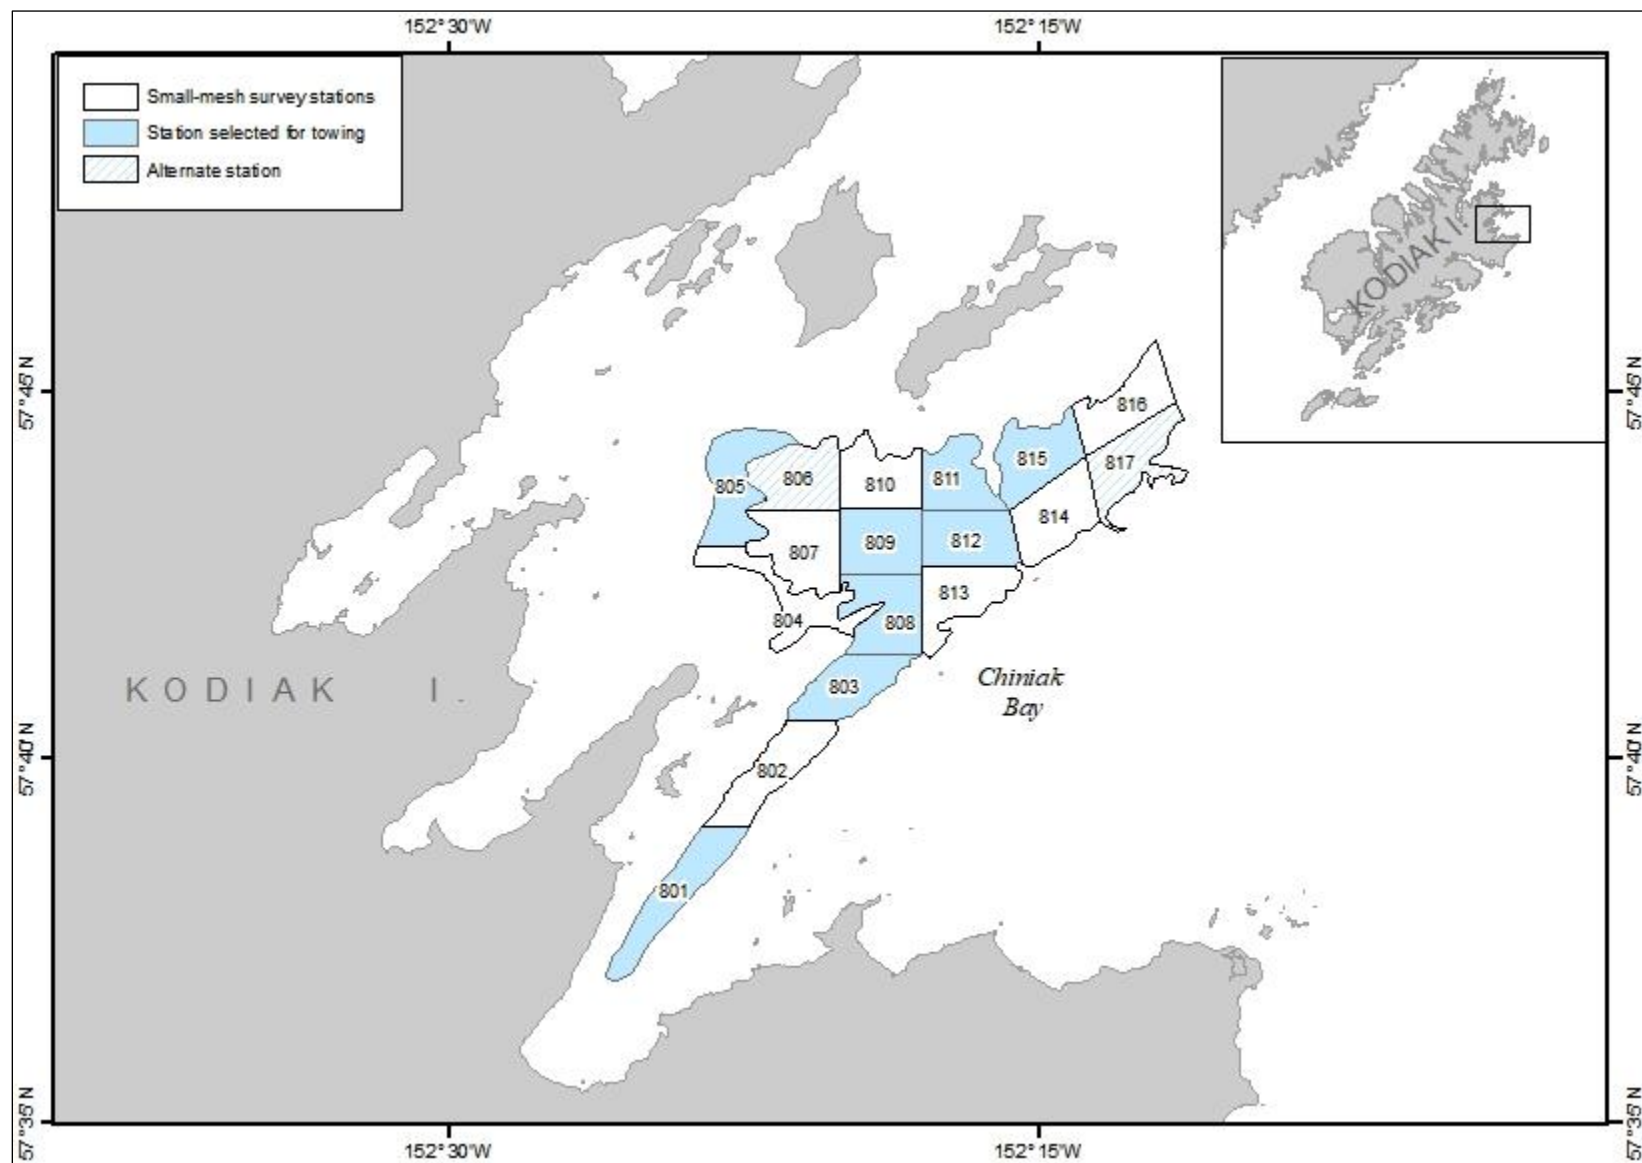 152°30'W
152°15'W
Small-mesh survey stations
Station selected for towing
Alternate station
KODIAK I.
57°45'N
57°45'N
816
815
817
811
806
810
805
814
809
812
807
813
804
808
Chiniak
Bay
803
KODIAK I.
57°40'N
57°40'N
802
801
57°35'N
57°35'N
152°30'W
152°15'W